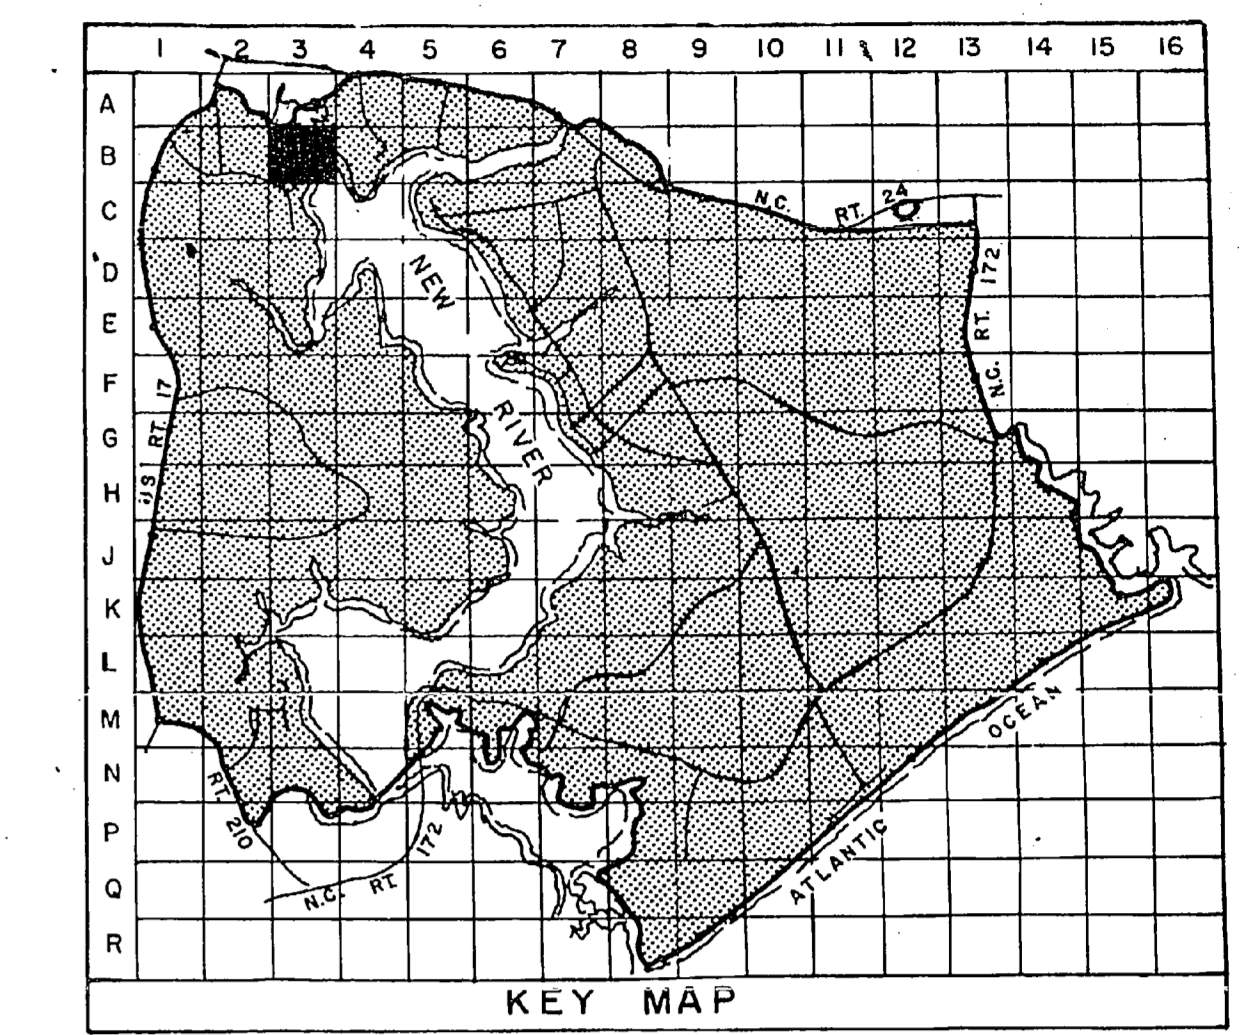 1 2 3 4 5 6 7 8 9 10 11 12 13 14 15 16
A
B
C
D
E
F
G
H
J
K
L
M
N
P
Q
R
N.C. RT. 24
N.C. RT. 172
NEW RIVER
US RT 17
RT. 210
N.C. RT. 172
ATLANTIC OCEAN
KEY MAP